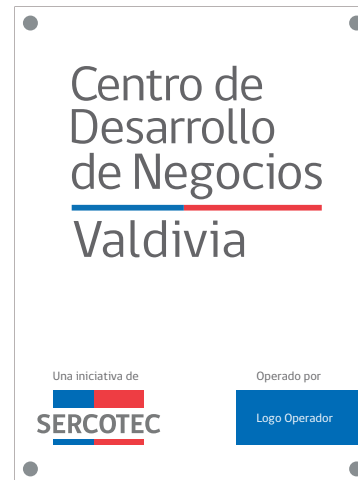 Centro de
Desarrollo
de Negocios
Valdivia
Una iniciativa de
SERCOTEC
Operado por
Logo Operador